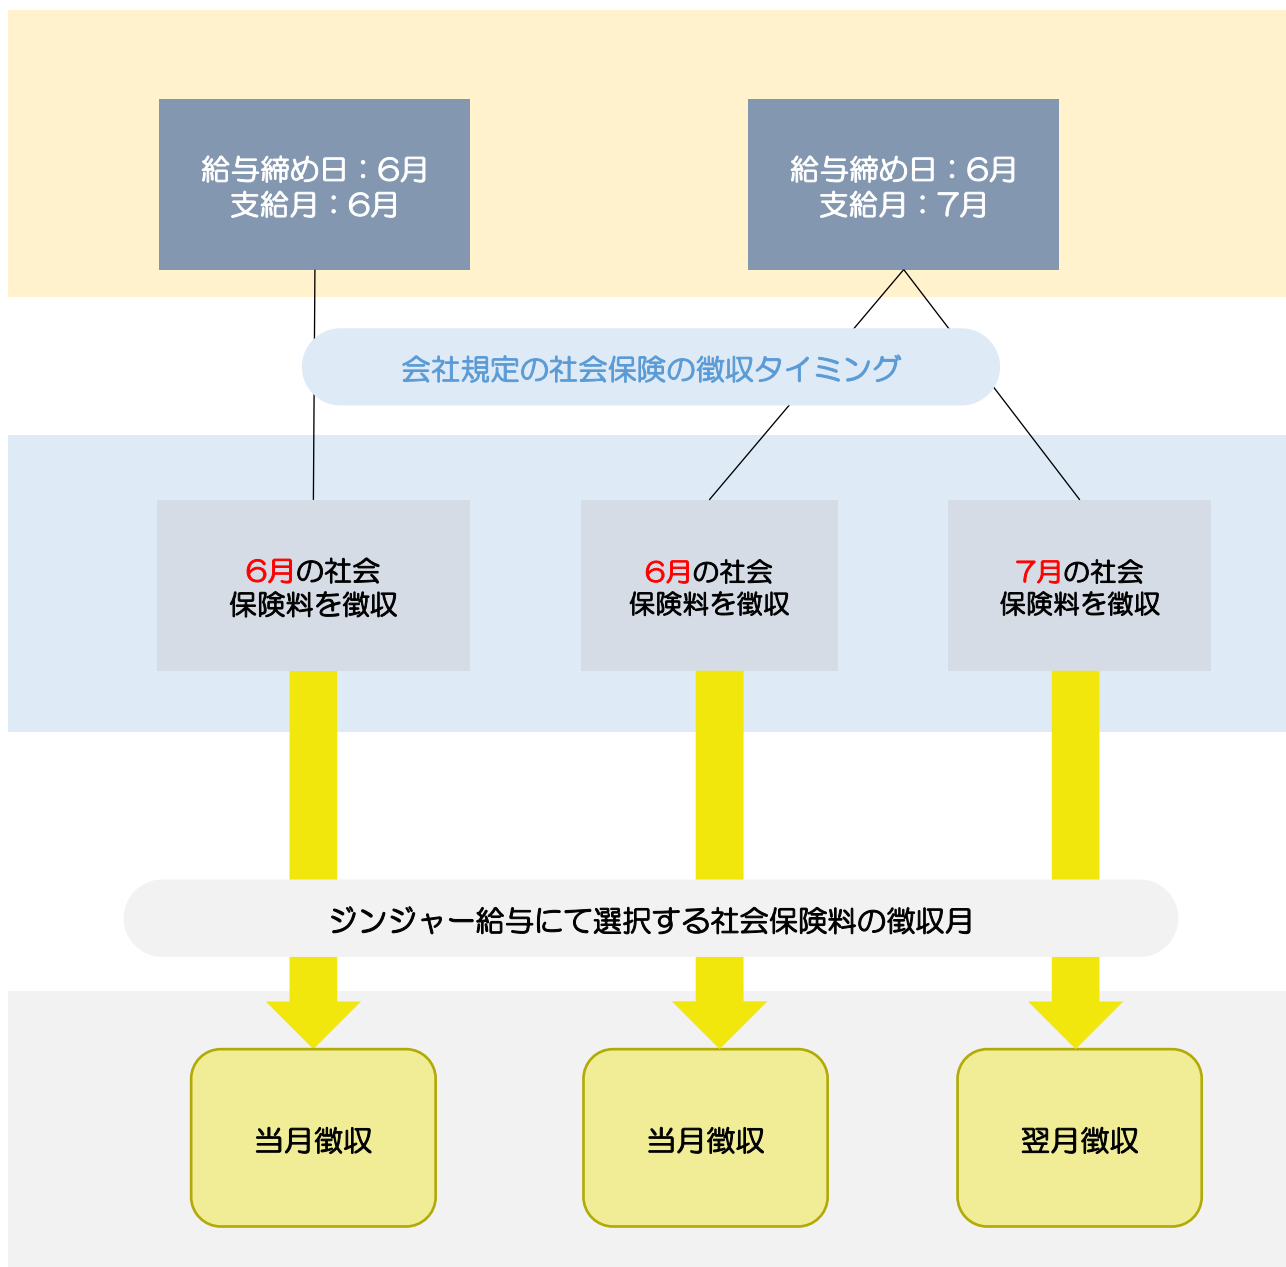 給与締め日：6月
支給月：6月
給与締め日：6月
支給月：7月
会社規定の社会保険の徴収タイミング
6月の社会
保険料を徴収
6月の社会
保険料を徴収
7月の社会
保険料を徴収
ジンジャー給与にて選択する社会保険料の徴収月
当月徴収
当月徴収
翌月徴収